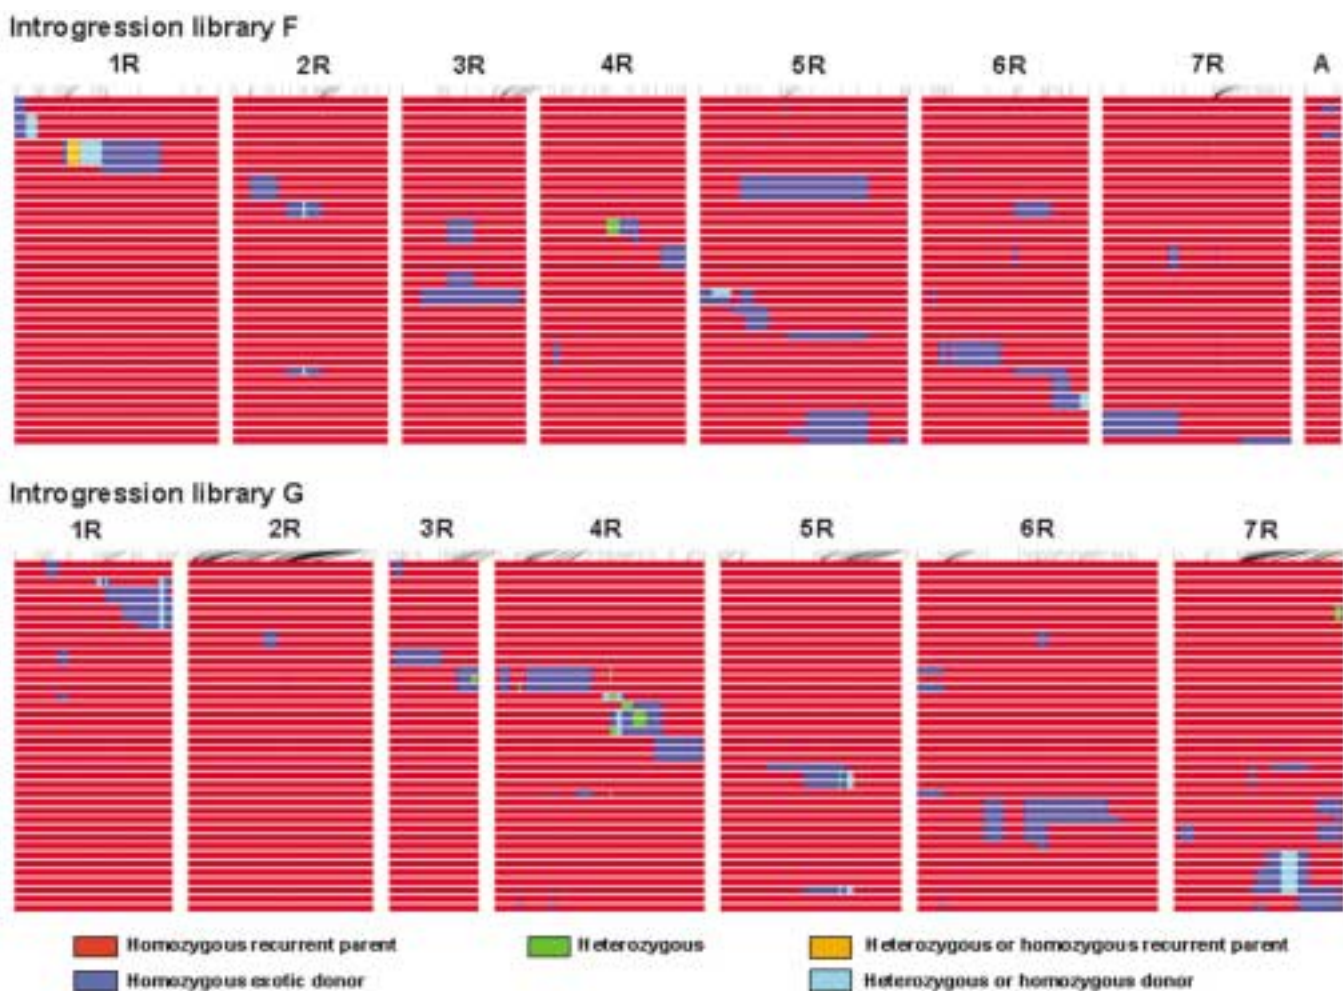 Introgression library F
1R 2R 3R 4R 5R 6R 7R A
Introgression library G
1R 2R 3R 4R 5R 6R 7R
Homozygous recurrent parent Heterozygous Heterozygous or homozygous recurrent parent
Homozygous exotic donor Heterozygous or homozygous donor